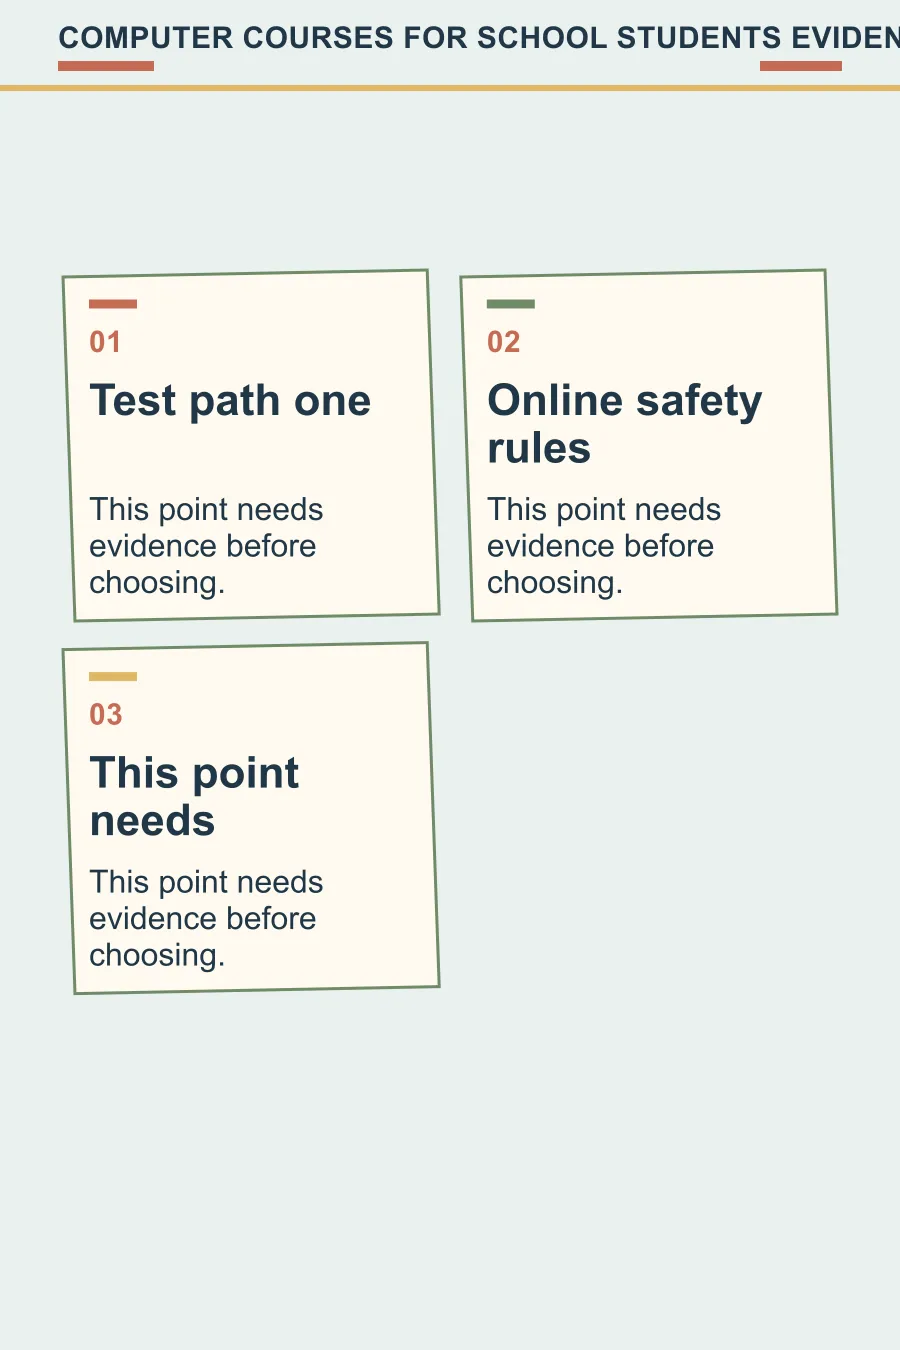 COMPUTER COURSES FOR SCHOOL STUDENTS EVIDEN
01
Test path one
This point needs
evidence before
choosing.
02
Online safety
rules
This point needs
evidence before
choosing.
03
This point
needs
This point needs
evidence before
choosing.